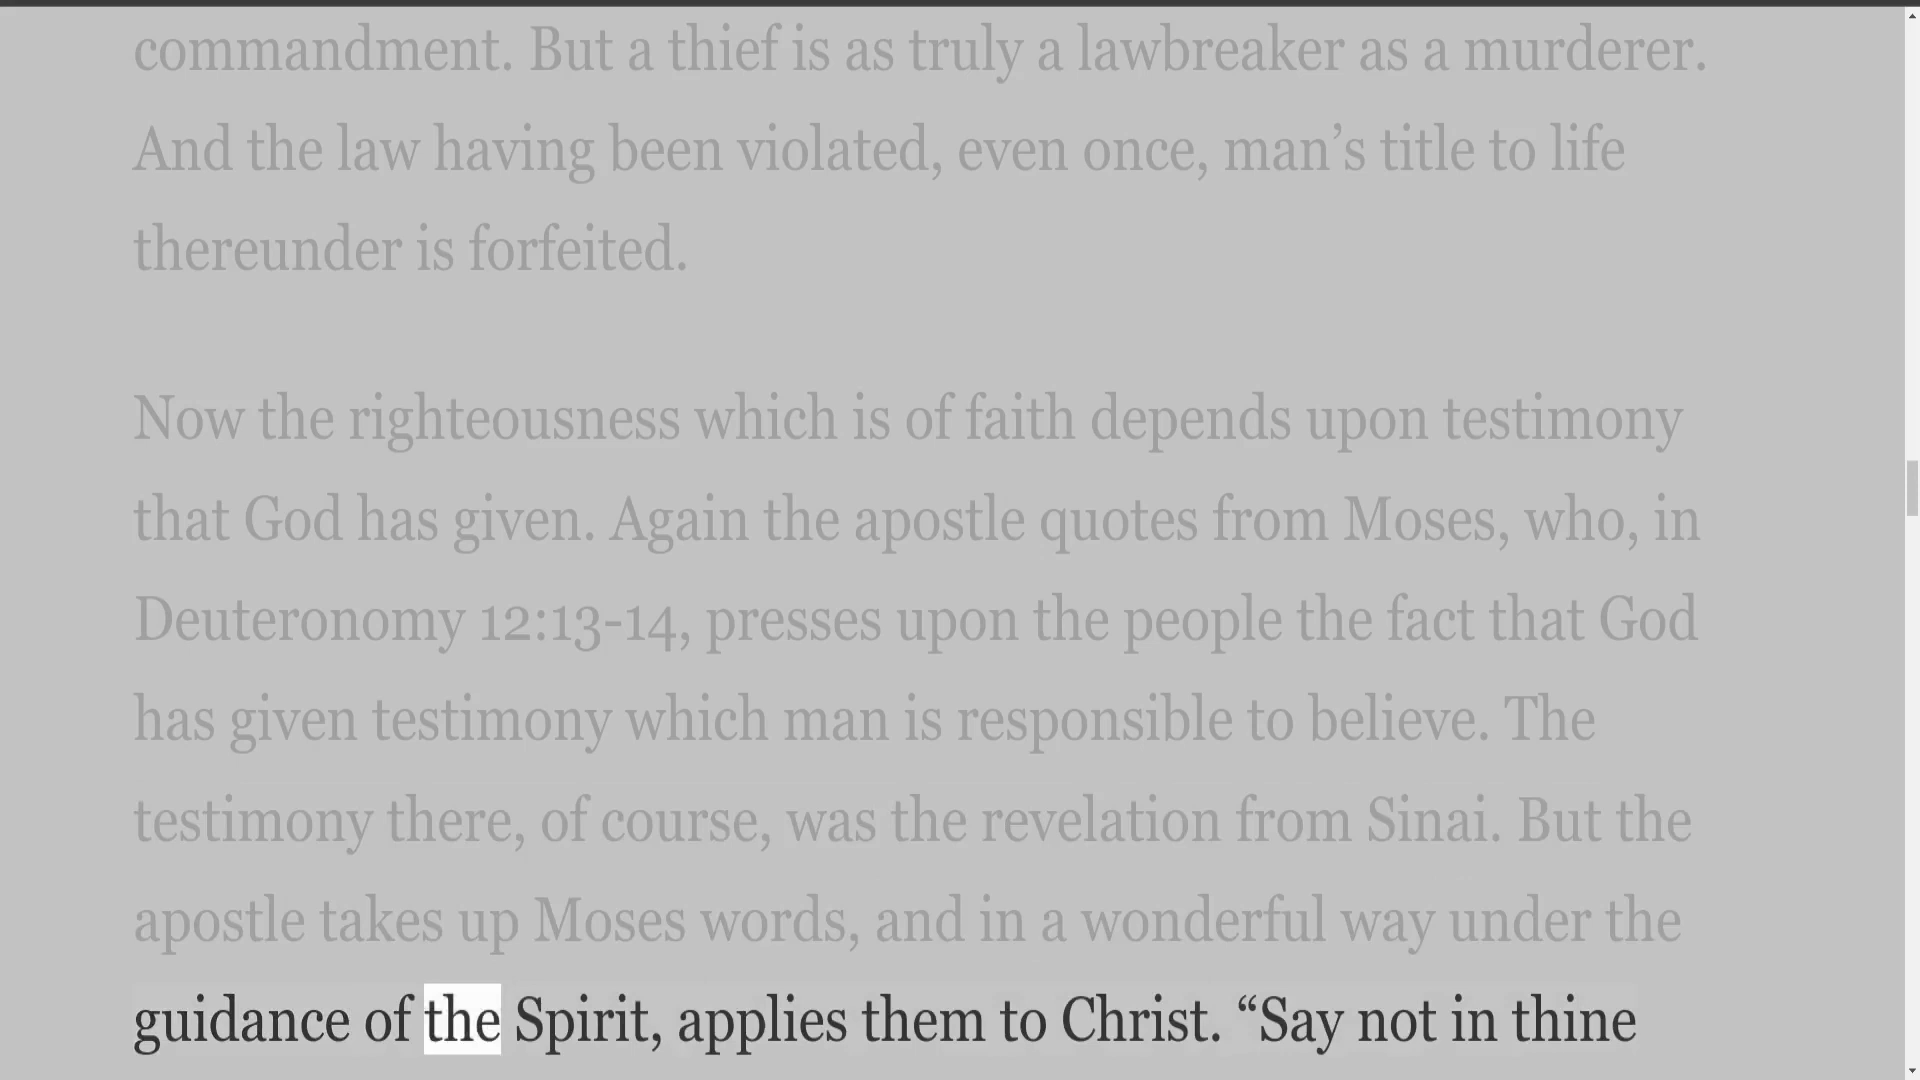 commandment. But a thief is as truly a lawbreaker as a murderer.
And the law having been violated, even once, man’s title to life
thereunder is forfeited.
Now the righteousness which is of faith depends upon testimony
that God has given. Again the apostle quotes from Moses, who, in
Deuteronomy 12:13-14, presses upon the people the fact that God
has given testimony which man is responsible to believe. The
testimony there, of course, was the revelation from Sinai. But the
apostle takes up Moses words, and in a wonderful way under the
guidance of the Spirit, applies them to Christ. “Say not in thine